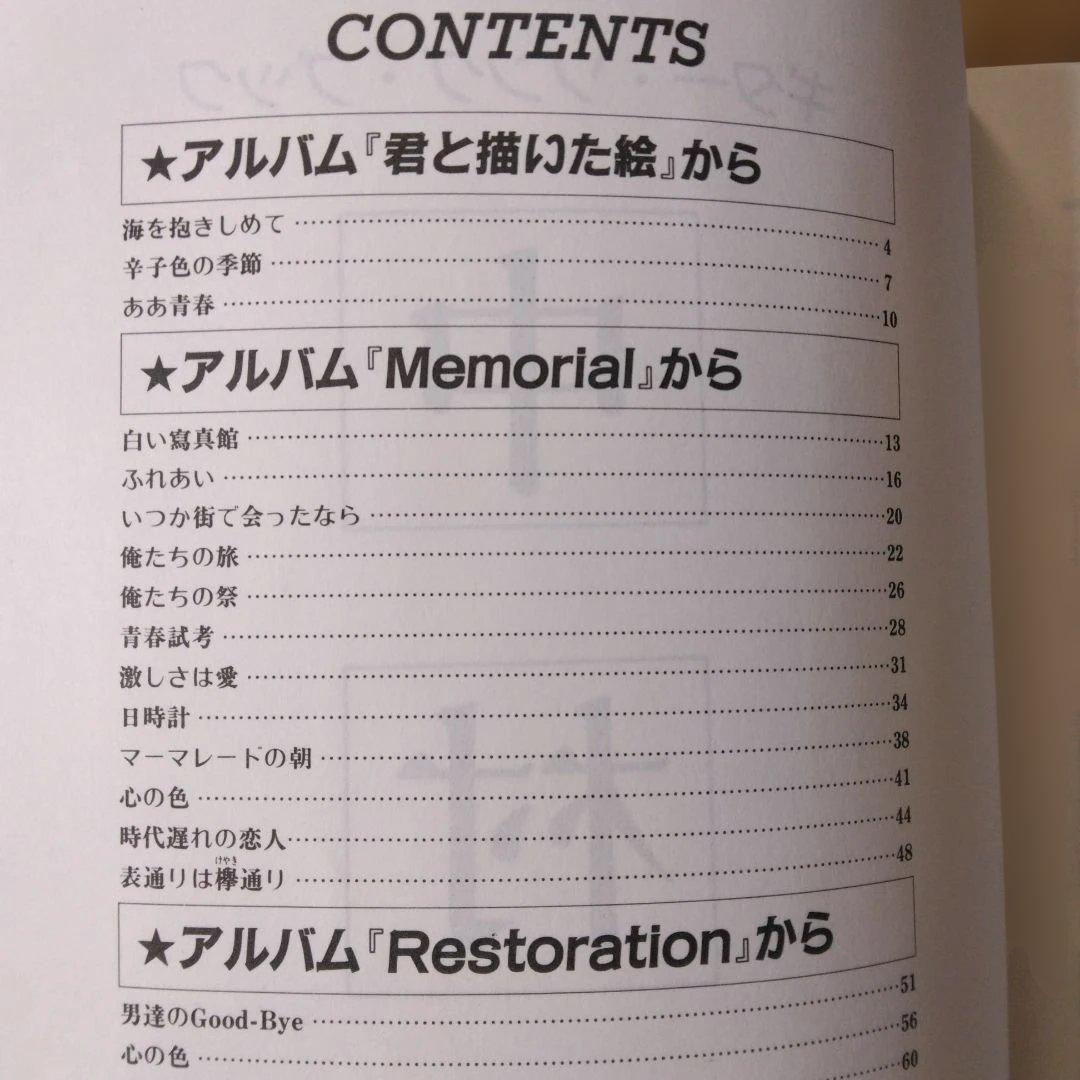 CONTENTS
★アルバム『君と描いた絵』から
海を抱きしめて……………………4
辛子色の季節……………………7
ああ青春……………………10
★アルバム『Memorial』から
白い寫真館……………………13
ふれあい……………………16
いつか街で会ったなら……………………20
俺たちの旅……………………22
俺たちの祭……………………26
青春試考……………………28
激しさは愛……………………31
日時計……………………34
マーマレードの朝……………………38
心の色……………………41
時代遅れの恋人……………………44
けやき
表通りは欅通り……………………48
★アルバム『Restoration』から
男達のGood-Bye……………………51
心の色……………………56
60